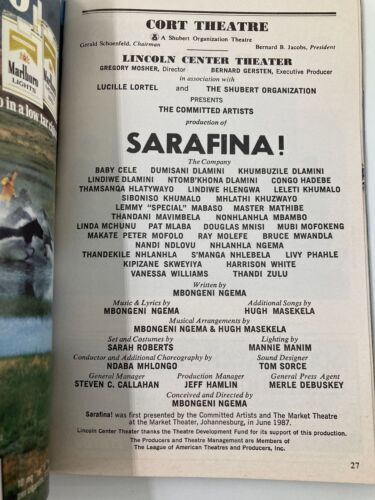 Marlboro
LIGHTS
o in a low tar
CORT THEATRE
A Shubert Organization Theatre
Gerald Schoenfeld, Chairman
Bernard B. Jacobs, President
LINCOLN CENTER THEATER
GREGORY MOSHER, Director
BERNARD GERSTEN, Executive Producer
in association with
LUCILLE LORTEL and THE SHUBERT ORGANIZATION
PRESENTS
THE COMMITTED ARTISTS
production of
SARAFINA!
The Company
BABY CELE DUMISANI DLAMINI KHUMBUZILE DLAMINI
LINDIWE DLAMINI NTOMB'KHONA DLAMINI CONGO HADEBE
THAMSANQA HLATYWAYO LINDIWE HLENGWA LELETI KHUMALO
SIBONISO KHUMALO MHLATHI KHUZWAYO
LEMMY "SPECIAL" MABASO MASTER MATHIBE
THANDANI MAVIMBELA NONHLANHLA MBAMBO
LINDA MCHUNU PAT MLABA DOUGLAS MNISI MUBI MOFOKENG
MAKATE PETER MOFOLO RAY MOLEFE BRUCE MWANDLA
NANDI NDLOVU NHLANHLA NGEMA
THANDEKILE NHLANHLA S'MANGA NHLEBELA LIVY PHAHLE
KIPIZANE SKWEYIYA HARRISON WHITE
VANESSA WILLIAMS THANDI ZULU
Written by
MBONGENI NGEMA
Music & Lyrics by
MBONGENI NGEMA
Additional Songs by
HUGH MASEKELA
Musical Arrangements by
MBONGENI NGEMA & HUGH MASEKELA
Set and Costumes by
SARAH ROBERTS
Lighting by
MANNIE MANIM
Conductor and Additional Choreography by
NDABA MHLONGO
Sound Designer
TOM SORCE
General Manager
STEVEN C. CALLAHAN
Production Manager
JEFF HAMLIN
General Press Agent
MERLE DEBUSKEY
Conceived and Directed by
MBONGENI NGEMA
Sarafina! was first presented by the Committed Artists and The Market Theatre
at the Market Theater, Johannesburg, in June 1987.
Lincoln Center Theater thanks the Theatre Development Fund for its support of this production.
The Producers and Theatre Management are Members of
The League of American Theatres and Producers, Inc.
27